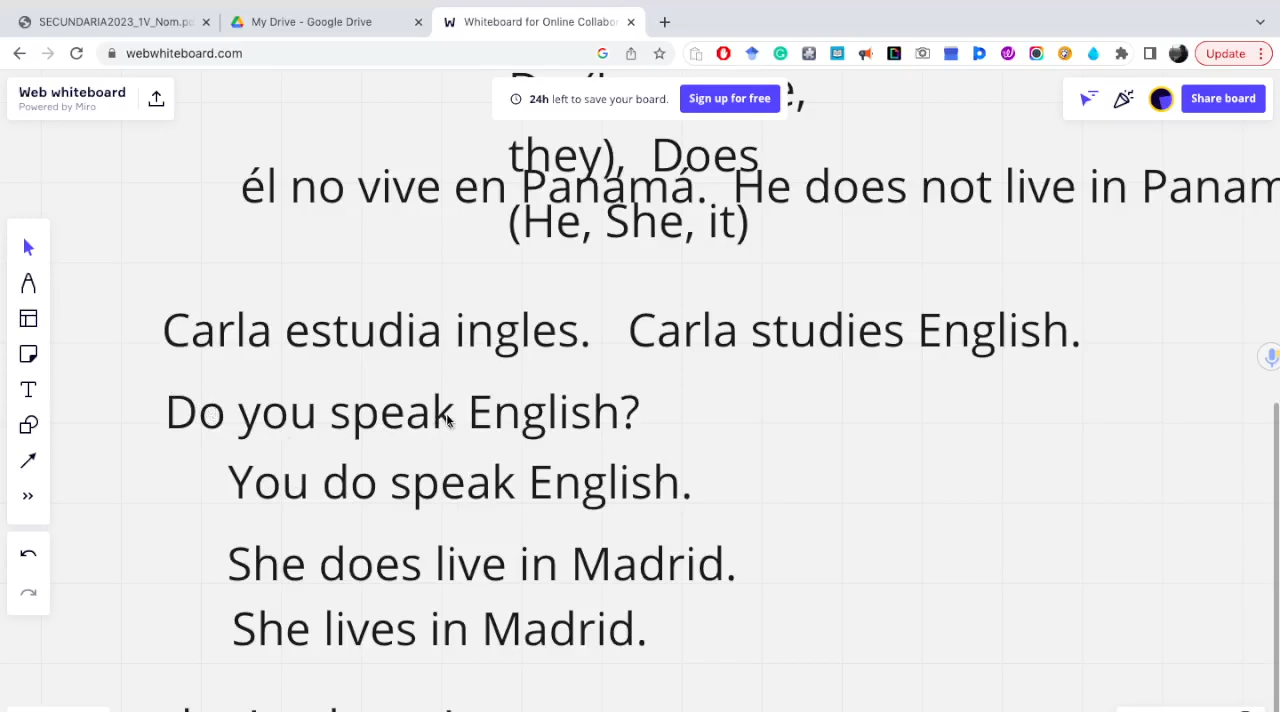 SECUNDARIA2023_1V_Nom.p
My Drive - Google Drive
Whiteboard for Online Collabor
webwhiteboard.com
Update
Web whiteboard
Powered by Miro
24h left to save your board.
Sign up for free
Share board
they), Does
él no vive en Panamá. He does not live in Panam
(He, She, it)
Carla estudia ingles. Carla studies English.
Do you speak English?
You do speak English.
She does live in Madrid.
She lives in Madrid.